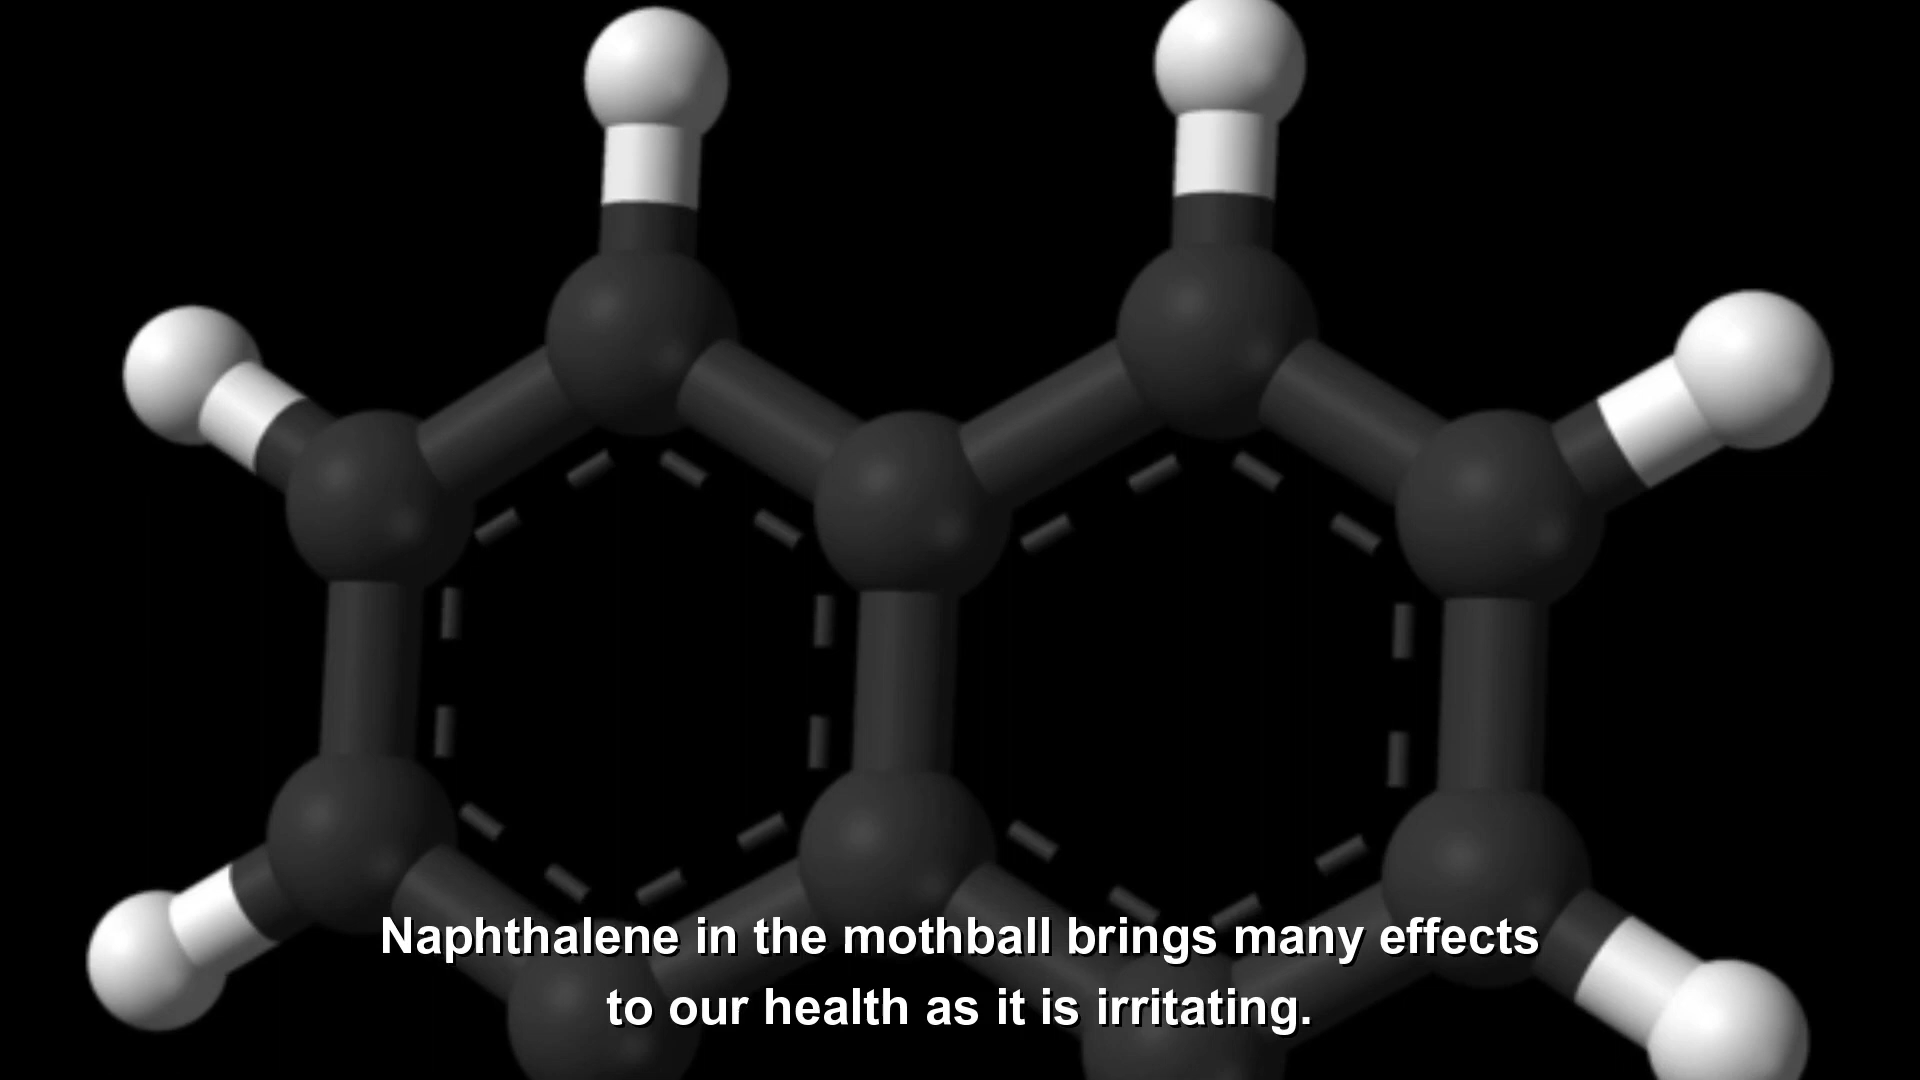 Naphthalene in the mothball brings many effects
to our health as it is irritating.